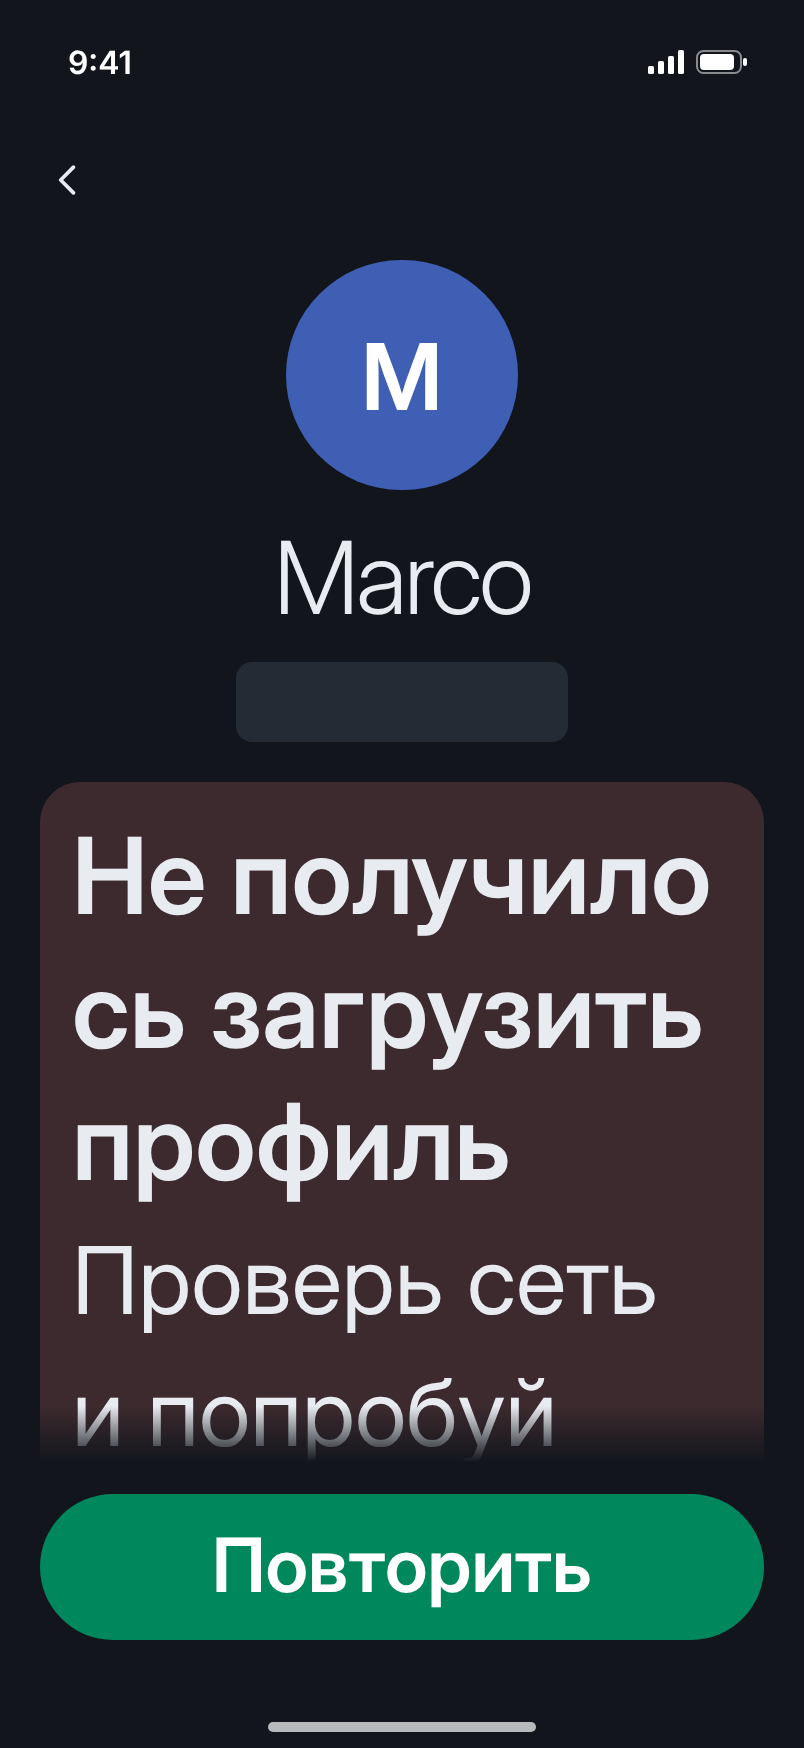 9:41
M
Marco
Не получило
сь загрузить
профиль
Проверь сеть
и попробуй
Повторить